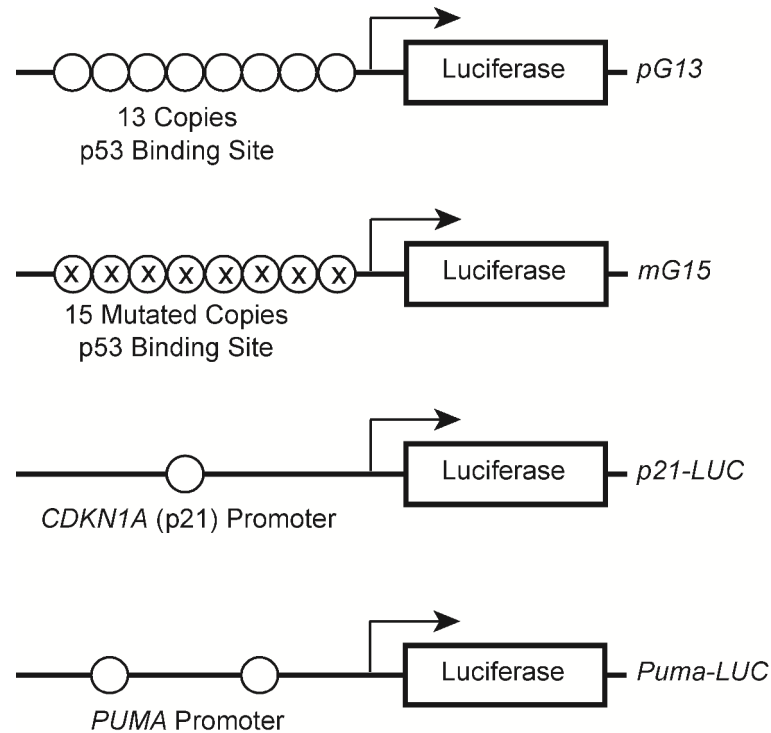 Luciferase pG13
13 Copies
p53 Binding Site
x x x x x x x x Luciferase mG15
15 Mutated Copies
p53 Binding Site
Luciferase p21-LUC
CDKN1A (p21) Promoter
Luciferase Puma-LUC
PUMA Promoter